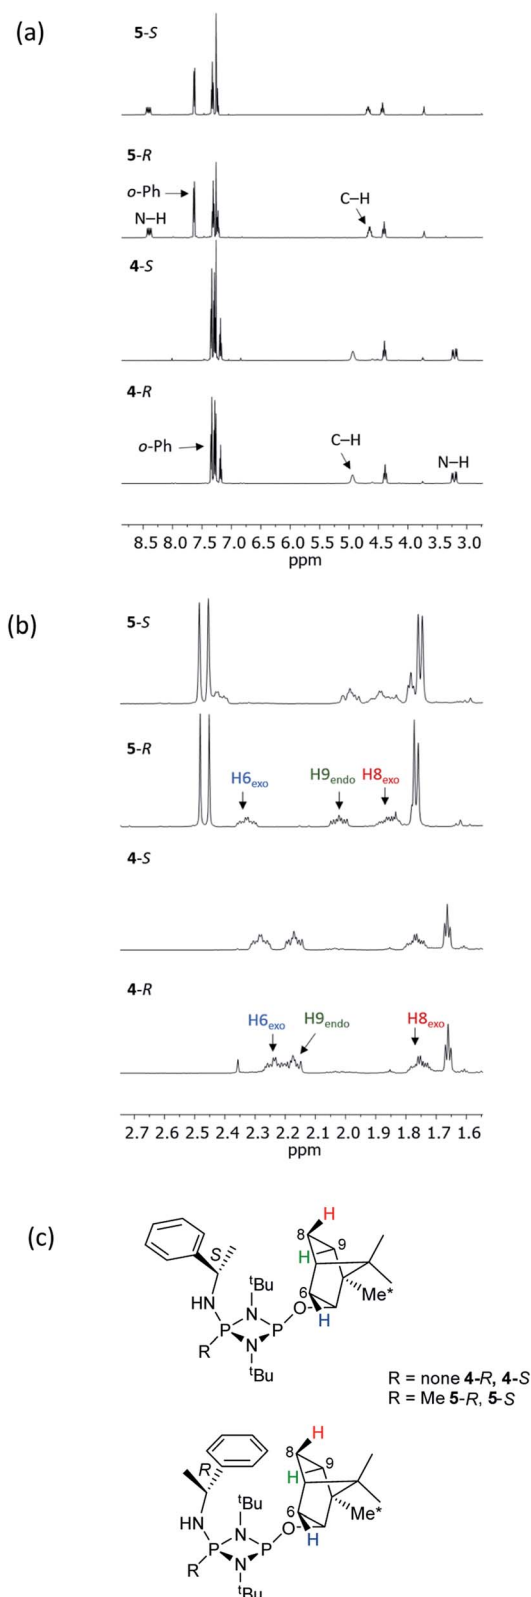 (a)
5-S
5-R
o-Ph
N–H
C–H
4-S
4-R
o-Ph
C–H
N–H
8.5 8.0 7.5 7.0 6.5 6.0 5.5 5.0 4.5 4.0 3.5 3.0
ppm
(b)
5-S
5-R
H6exo
H9endo
H8exo
4-S
4-R
H6exo
H9endo
H8exo
2.7 2.6 2.5 2.4 2.3 2.2 2.1 2.0 1.9 1.8 1.7 1.6
ppm
(c)
H
8
9
S
H
tBu
6
Me*
HN
N
O
H
P
P
R
N
tBu
R = none 4-R, 4-S
R = Me 5-R, 5-S
H
8
9
R
H
tBu
6
Me*
HN
N
O
H
P
P
R
N
tBu